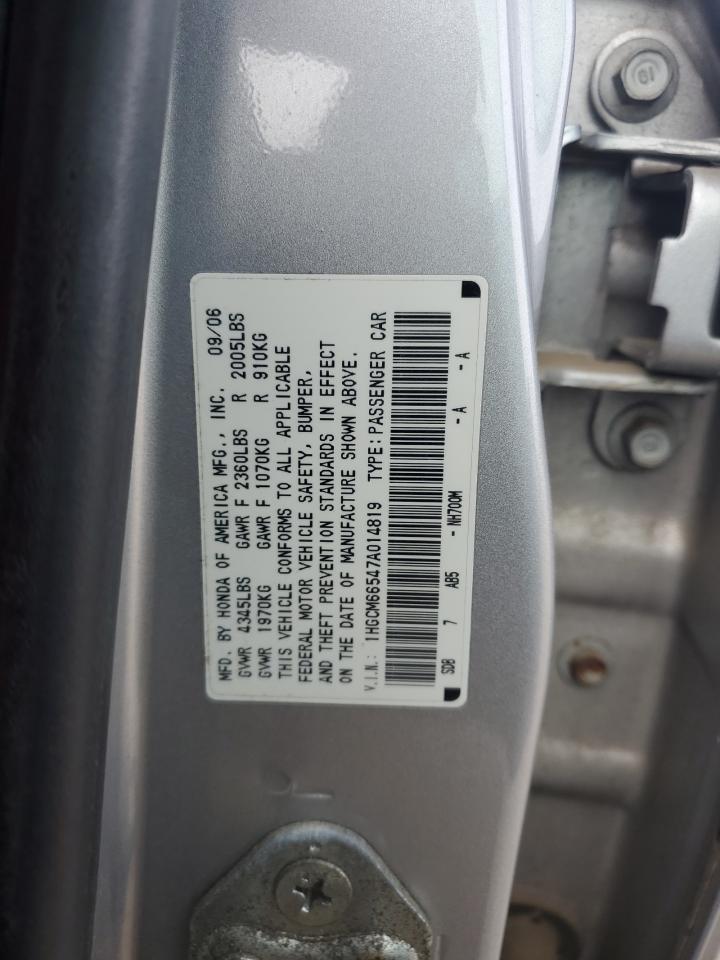 MFD. BY HONDA OF AMERICA MFG., INC. 09/06
GVWR 4345LBS GAWR F 2360LBS R 2005LBS
GVWR 1970KG GAWR F 1070KG R 910KG
THIS VEHICLE CONFORMS TO ALL APPLICABLE
FEDERAL MOTOR VEHICLE SAFETY, BUMPER,
AND THEFT PREVENTION STANDARDS IN EFFECT
ON THE DATE OF MANUFACTURE SHOWN ABOVE.
V.I.N.: 1HGCM66547A014819 TYPE: PASSENGER CAR
SDB 7 AB5 - NH700M - A - A